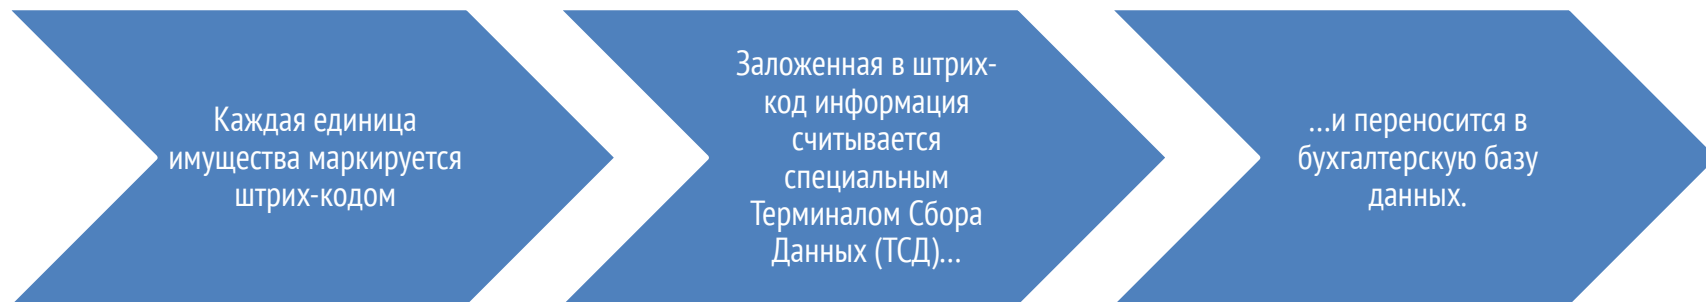 Каждая единица
имущества маркируется
штрих-кодом
Заложенная в штрих-
код информация
считывается
специальным
Терминалом Сбора
Данных (ТСД)...
...и переносится в
бухгалтерскую базу
данных.